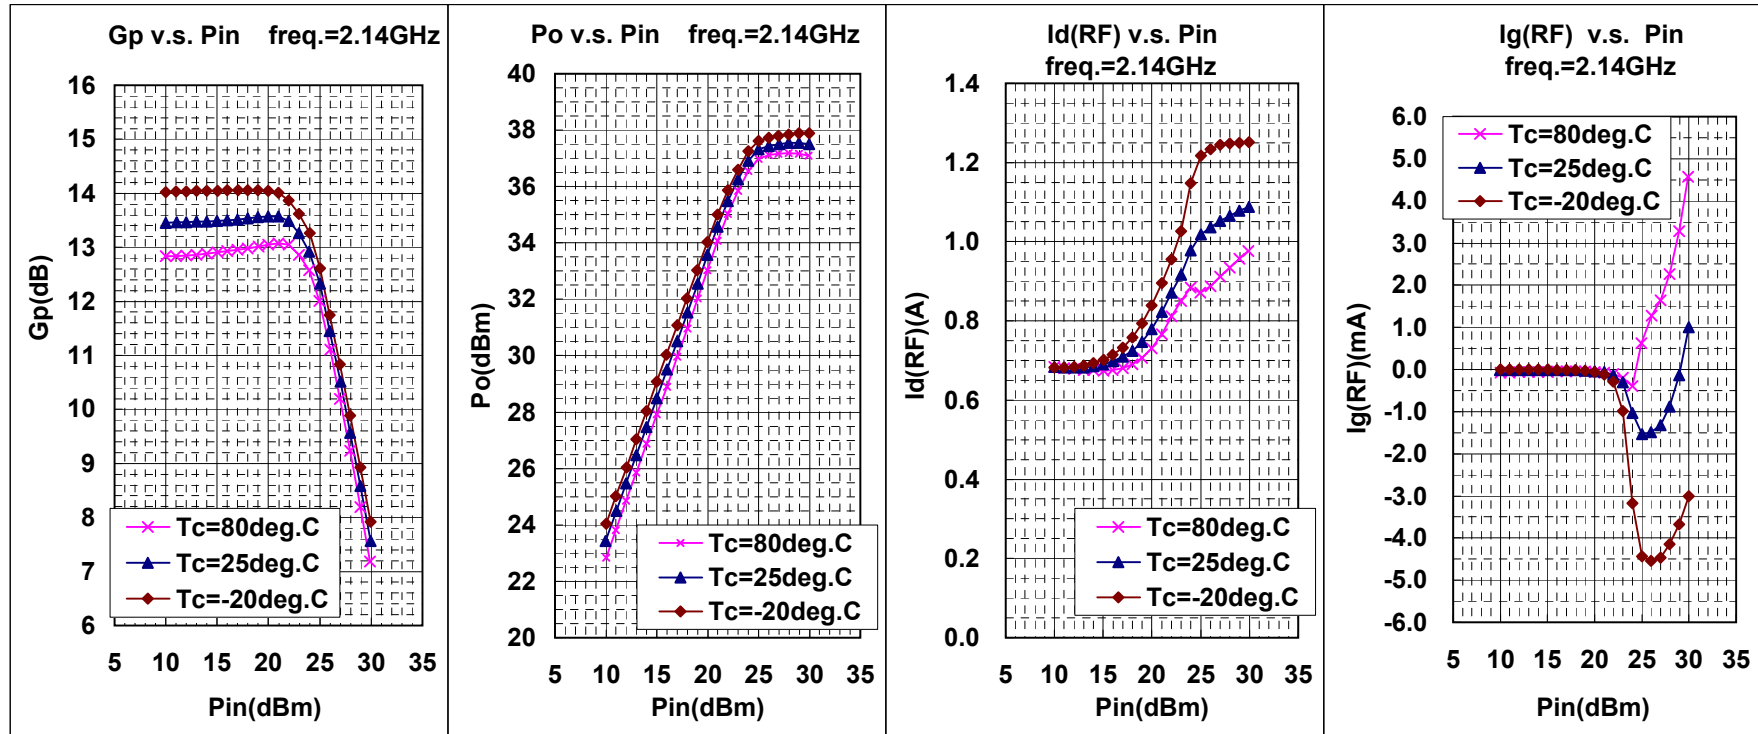 Gp v.s. Pin freq.=2.14GHz
16
15
14
13
12
11
10
9
8
7
6
Gp(dB)
Tc=80deg.C
Tc=25deg.C
Tc=-20deg.C
5 10 15 20 25 30 35
Pin(dBm)
Po v.s. Pin freq.=2.14GHz
40
38
36
34
32
30
28
26
24
22
20
Po(dBm)
Tc=80deg.C
Tc=25deg.C
Tc=-20deg.C
5 10 15 20 25 30 35
Pin(dBm)
Id(RF) v.s. Pin
freq.=2.14GHz
1.4
1.2
1.0
0.8
0.6
0.4
0.2
0.0
Id(RF)(A)
Tc=80deg.C
Tc=25deg.C
Tc=-20deg.C
5 10 15 20 25 30 35
Pin(dBm)
Ig(RF) v.s. Pin
freq.=2.14GHz
6.0
5.0
4.0
3.0
2.0
1.0
0.0
-1.0
-2.0
-3.0
-4.0
-5.0
-6.0
Ig(RF)(mA)
Tc=80deg.C
Tc=25deg.C
Tc=-20deg.C
5 10 15 20 25 30 35
Pin(dBm)